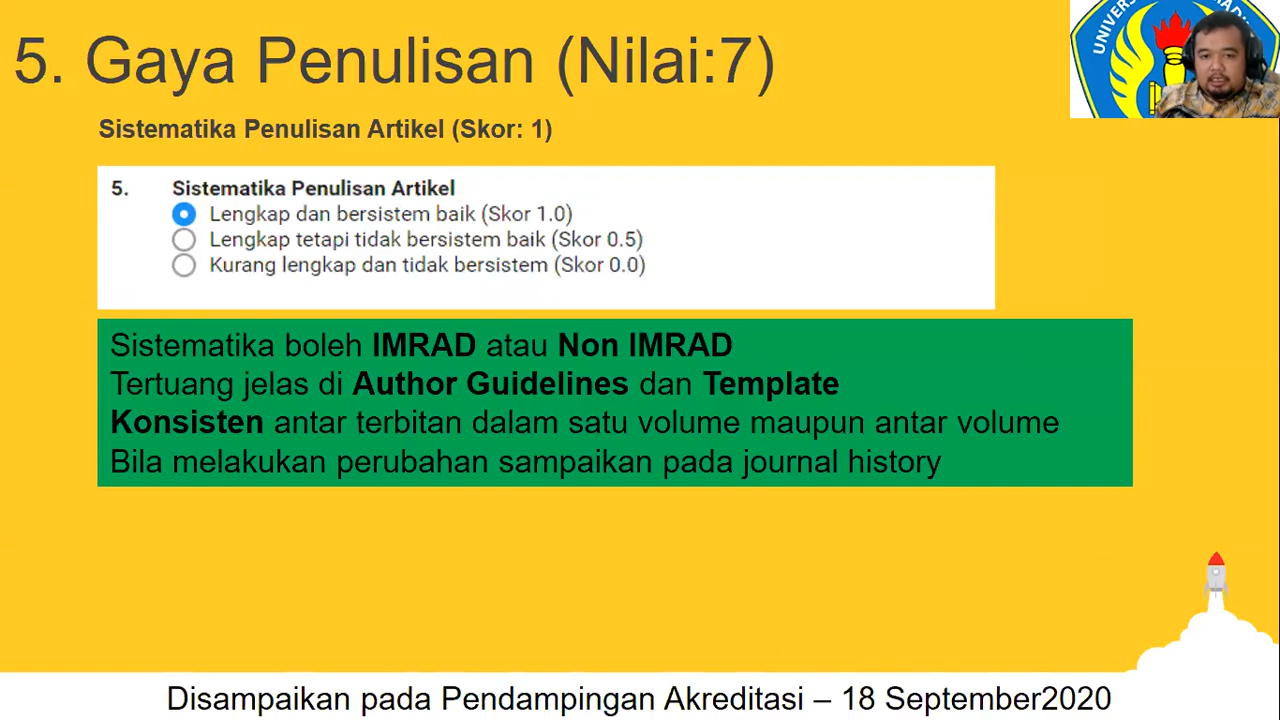 5. Gaya Penulisan (Nilai:7)
Sistematika Penulisan Artikel (Skor: 1)
5. Sistematika Penulisan Artikel
Lengkap dan bersistem baik (Skor 1.0)
Lengkap tetapi tidak bersistem baik (Skor 0.5)
Kurang lengkap dan tidak bersistem (Skor 0.0)
Sistematika boleh IMRAD atau Non IMRAD
Tertuang jelas di Author Guidelines dan Template
Konsisten antar terbitan dalam satu volume maupun antar volume
Bila melakukan perubahan sampaikan pada journal history
Disampaikan pada Pendampingan Akreditasi – 18 September2020